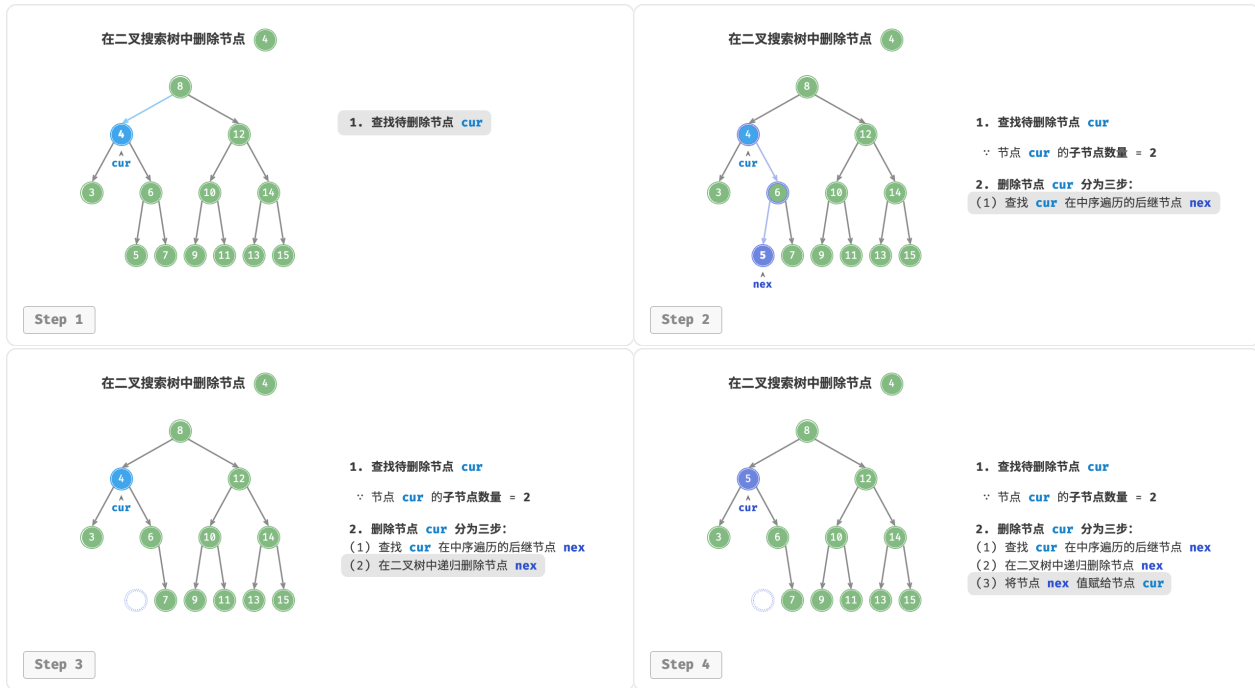 在二叉搜索树中删除节点 4
8
1. 查找待删除节点 cur
4
12
cur
3
6
10
14
5
7
9
11
13
15
Step 1
在二叉搜索树中删除节点 4
8
1. 查找待删除节点 cur
4
12
∵ 节点 cur 的子节点数量 = 2
cur
2. 删除节点 cur 分为三步：
3
6
10
14
(1) 查找 cur 在中序遍历的后继节点 nex
5
7
9
11
13
15
nex
Step 2
在二叉搜索树中删除节点 4
8
1. 查找待删除节点 cur
4
12
∵ 节点 cur 的子节点数量 = 2
cur
2. 删除节点 cur 分为三步：
3
6
10
14
(1) 查找 cur 在中序遍历的后继节点 nex
(2) 在二叉树中递归删除节点 nex
7
9
11
13
15
Step 3
在二叉搜索树中删除节点 4
8
1. 查找待删除节点 cur
5
12
∵ 节点 cur 的子节点数量 = 2
cur
2. 删除节点 cur 分为三步：
3
6
10
14
(1) 查找 cur 在中序遍历的后继节点 nex
(2) 在二叉树中递归删除节点 nex
(3) 将节点 nex 值赋给节点 cur
7
9
11
13
15
Step 4